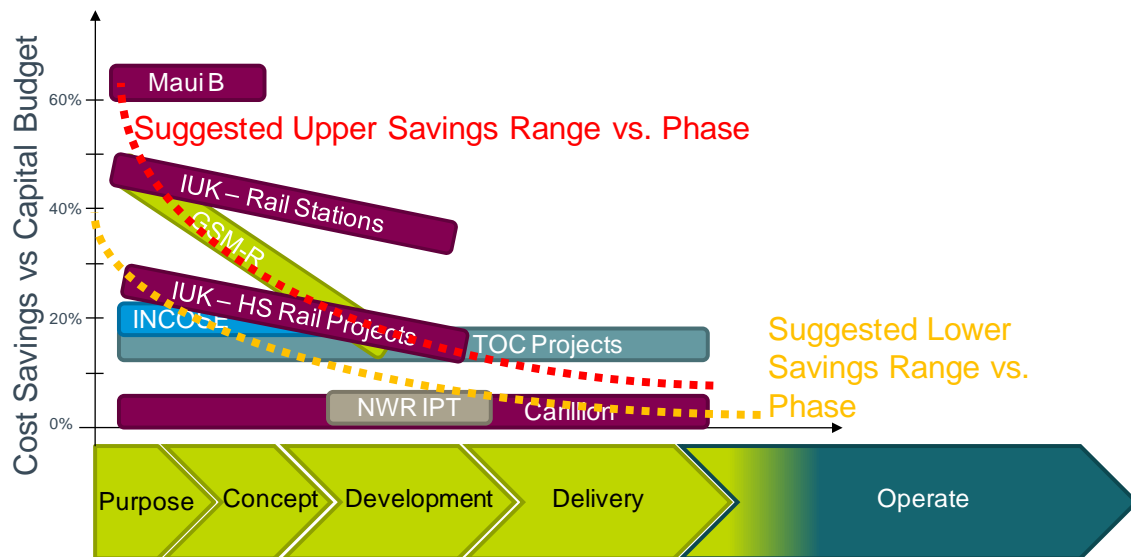 Cost Savings vs Capital Budget
60%
40%
20%
0%
Maui B
Suggested Upper Savings Range vs. Phase
IUK – Rail Stations
GSM-R
IUK – HS Rail Projects
INCOSE
TOC Projects
Suggested Lower
Savings Range vs.
Phase
NWR IPT
Carillion
Purpose
Concept
Development
Delivery
Operate